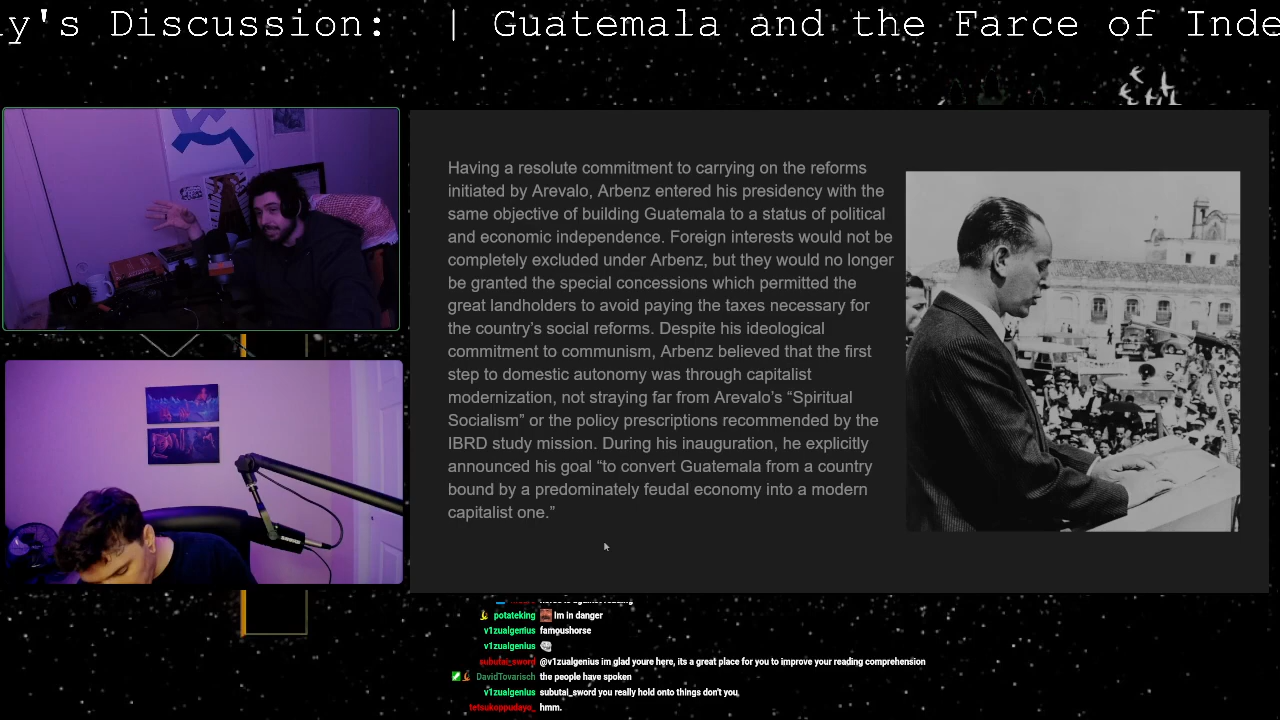 y's Discussion: | Guatemala and the Farce of Inde
Having a resolute commitment to carrying on the reforms
initiated by Arevalo, Arbenz entered his presidency with the
same objective of building Guatemala to a status of political
and economic independence. Foreign interests would not be
completely excluded under Arbenz, but they would no longer
be granted the special concessions which permitted the
great landholders to avoid paying the taxes necessary for
the country's social reforms. Despite his ideological
commitment to communism, Arbenz believed that the first
step to domestic autonomy was through capitalist
modernization, not straying far from Arevalo's “Spiritual
Socialism” or the policy prescriptions recommended by the
IBRD study mission. During his inauguration, he explicitly
announced his goal “to convert Guatemala from a country
bound by a predominately feudal economy into a modern
capitalist one.”
potateking Im in danger
v1zualgenius famoushorse
v1zualgenius
subutai_sword @v1zualgenius im glad youre here, its a great place for you to improve your reading comprehension
DavidTovarisch the people have spoken
v1zualgenius subutai_sword you really hold onto things don't you,
tetsukoppudayo_ hmm.